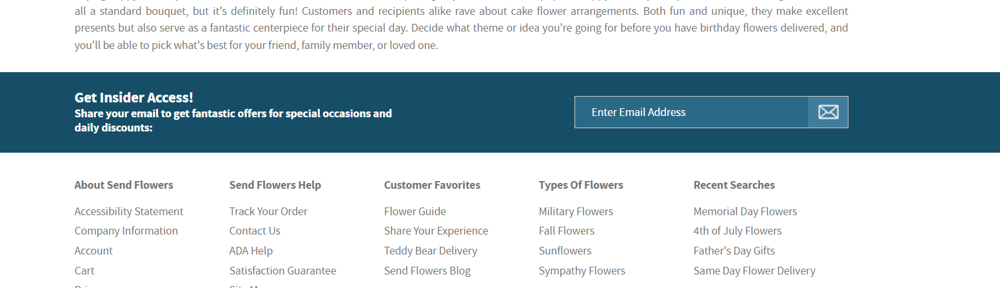 all a standard bouquet, but it's definitely fun! Customers and recipients alike rave about cake flower arrangements. Both fun and unique, they make excellent
presents but also serve as a fantastic centerpiece for their special day. Decide what theme or idea you're going for before you have birthday flowers delivered, and
you'll be able to pick what's best for your friend, family member, or loved one.
Get Insider Access!
Share your email to get fantastic offers for special occasions and
daily discounts:
Enter Email Address
About Send Flowers
Accessibility Statement
Company Information
Account
Cart
Send Flowers Help
Track Your Order
Contact Us
ADA Help
Satisfaction Guarantee
Customer Favorites
Flower Guide
Share Your Experience
Teddy Bear Delivery
Send Flowers Blog
Types Of Flowers
Military Flowers
Fall Flowers
Sunflowers
Sympathy Flowers
Recent Searches
Memorial Day Flowers
4th of July Flowers
Father's Day Gifts
Same Day Flower Delivery